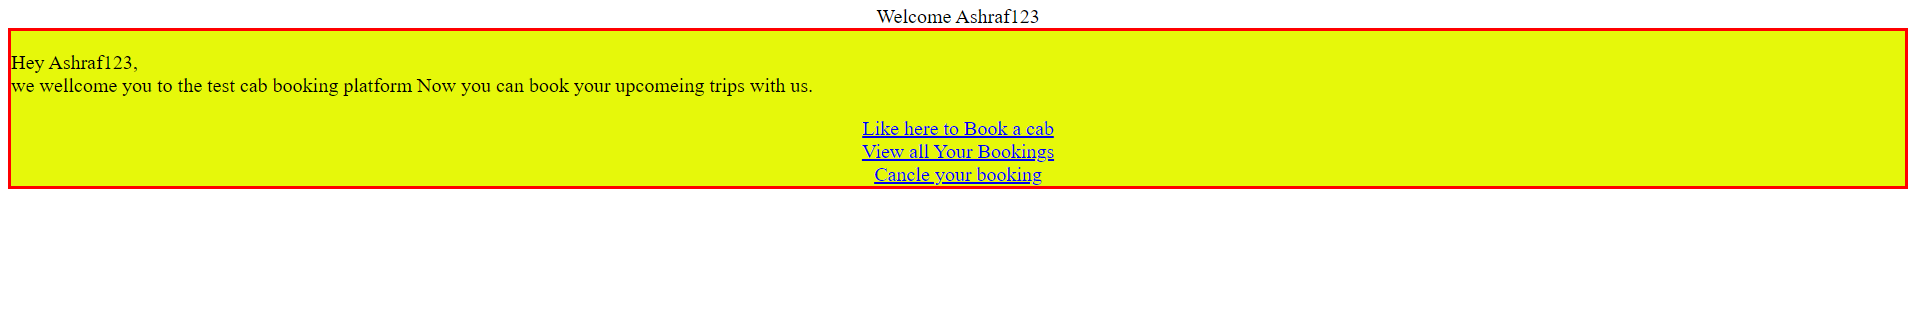 Welcome Ashraf123
Hey Ashraf123,
we wellcome you to the test cab booking platform Now you can book your upcomeing trips with us.
Like here to Book a cab
View all Your Bookings
Cancle your booking